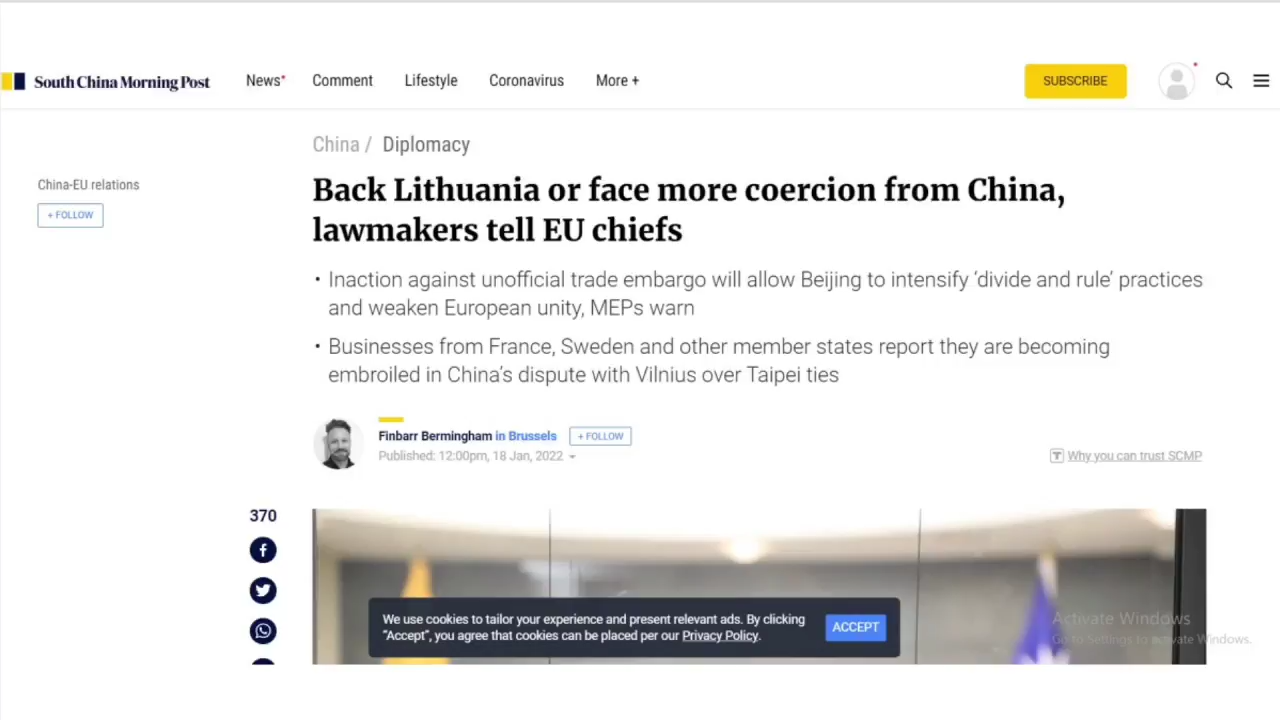 South China Morning Post
News
Comment
Lifestyle
Coronavirus
More +
SUBSCRIBE
China / Diplomacy
China-EU relations
+ FOLLOW
Back Lithuania or face more coercion from China,
lawmakers tell EU chiefs
• Inaction against unofficial trade embargo will allow Beijing to intensify ‘divide and rule’ practices
and weaken European unity, MEPs warn
• Businesses from France, Sweden and other member states report they are becoming
embroiled in China’s dispute with Vilnius over Taipei ties
Finbarr Bermingham in Brussels
+ FOLLOW
Published: 12:00pm, 18 Jan, 2022
Why you can trust SCMP
370
We use cookies to tailor your experience and present relevant ads. By clicking
“Accept”, you agree that cookies can be placed per our Privacy Policy.
ACCEPT
Activate Windows
Go to Settings to activate Windows.